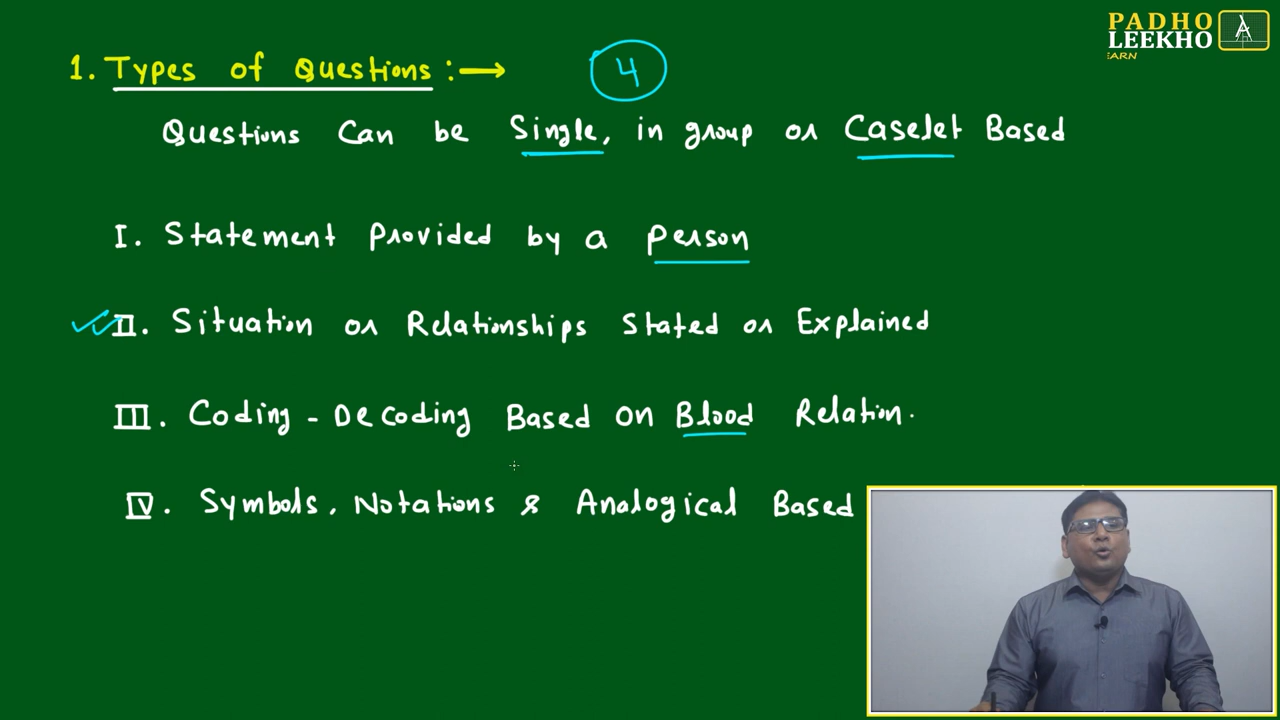 PADHO
LEEKHO
EARN
1. Types of Questions :→ 4
Questions Can be Single, in group or Caselet Based
I. Statement Provided by a Person
II. Situation or Relationships Stated or Explained
III. Coding - Decoding Based on Blood Relation.
IV. Symbols, Notations & Analogical Based